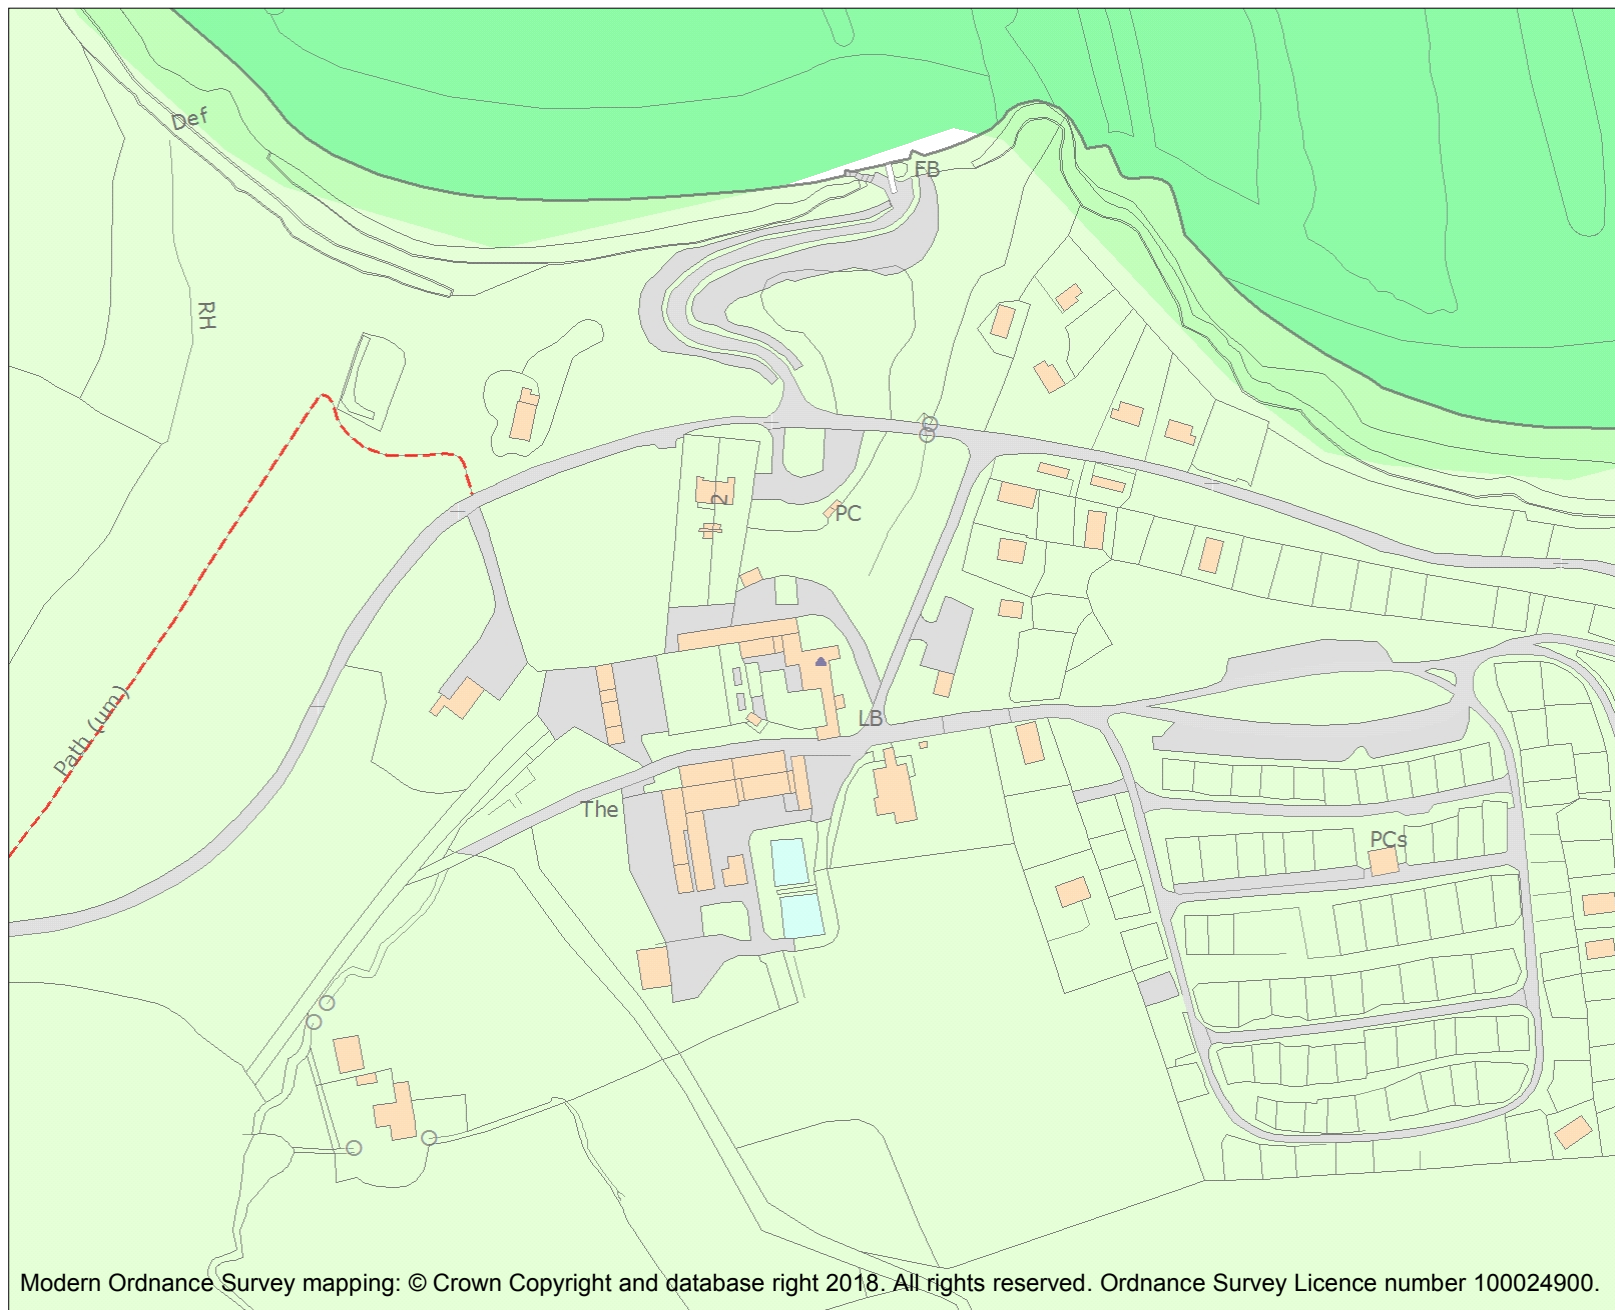 Def
FB
RH
2
PC
Path (um)
LB
The
PCs
Modern Ordnance Survey mapping: © Crown Copyright and database right 2018. All rights reserved. Ordnance Survey Licence number 100024900.